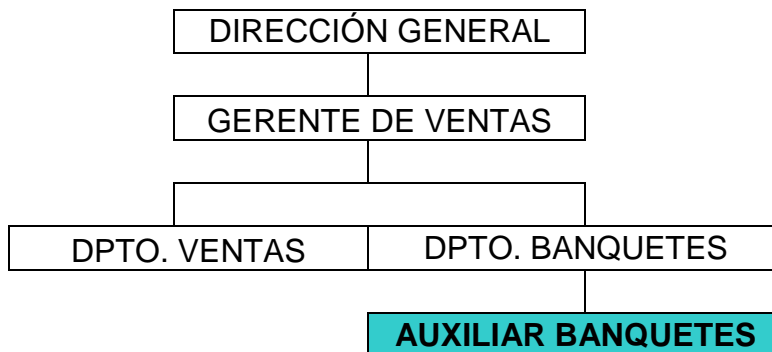 DIRECCIÓN GENERAL
GERENTE DE VENTAS
DPTO. VENTAS
DPTO. BANQUETES
AUXILIAR BANQUETES